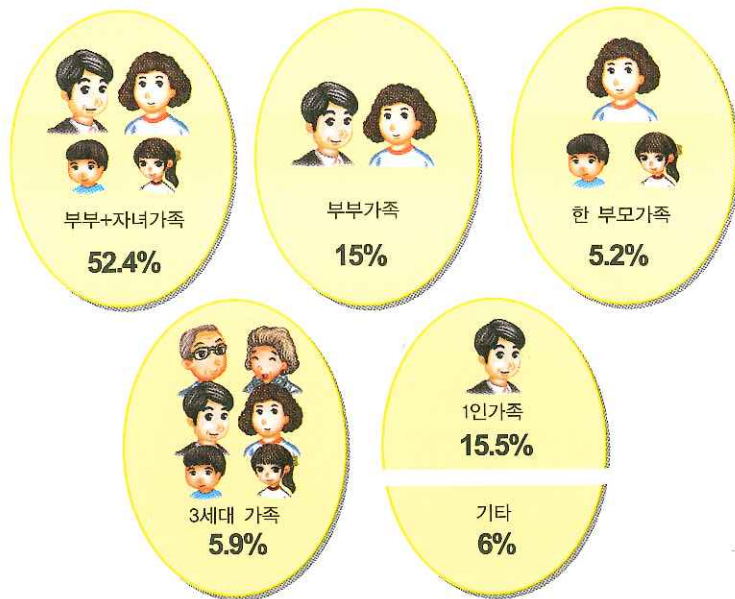 부부+자녀가족
52.4%
부부가족
15%
한 부모가족
5.2%
3세대 가족
5.9%
1인가족
15.5%
기타
6%